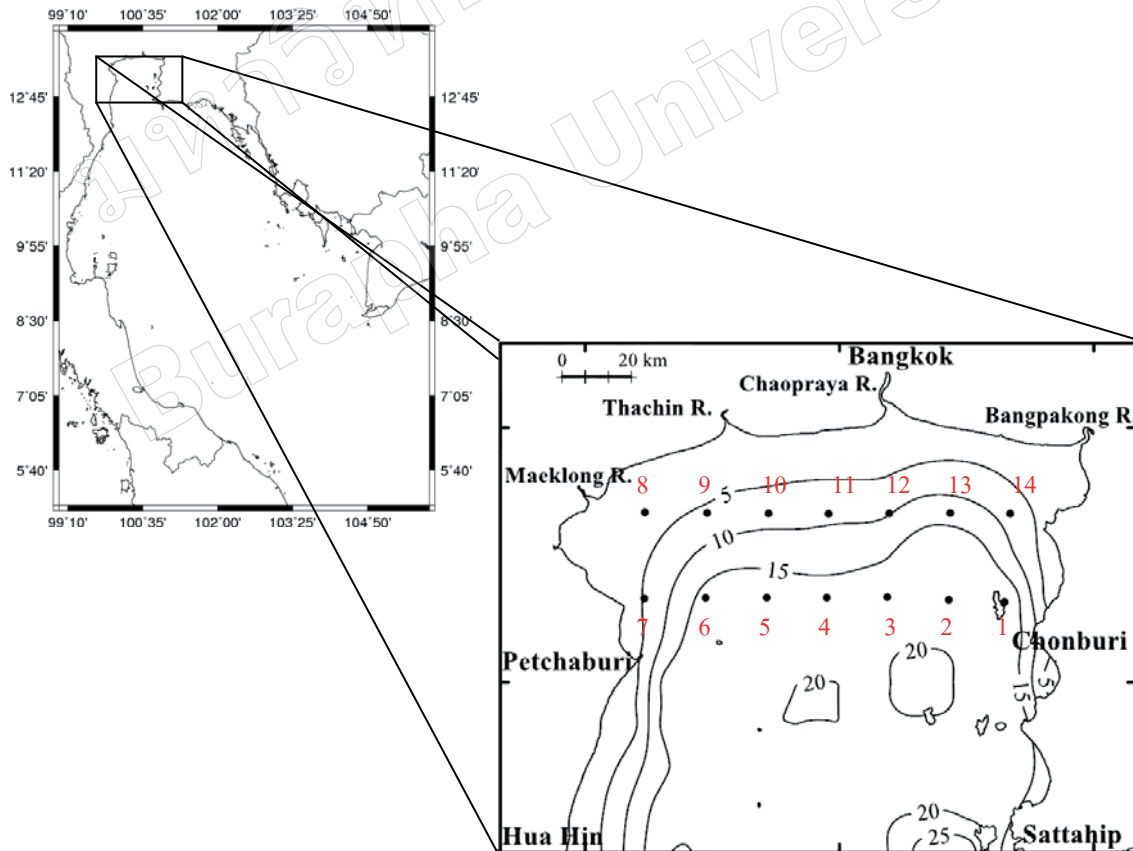 99˚10' 100˚35' 102˚00' 103˚25' 104˚50'
12˚45' 12˚45'
11˚20' 11˚20'
9˚55' 9˚55'
8˚30' 8˚30'
7˚05' 7˚05'
5˚40' 5˚40'
99˚10' 100˚35' 102˚00' 103˚25' 104˚50'
Burapha Univers
0 20 km
Bangkok
Chaopraya R.
Thachin R.
Bangpakong R
Maeklong R.
8 9 10 11 12 13 14
5
10
15
7 6 5 4 3 2 1
Chonburi
Petchaburi
20
20
15
5
20
25
Hua Hin
Sattahip